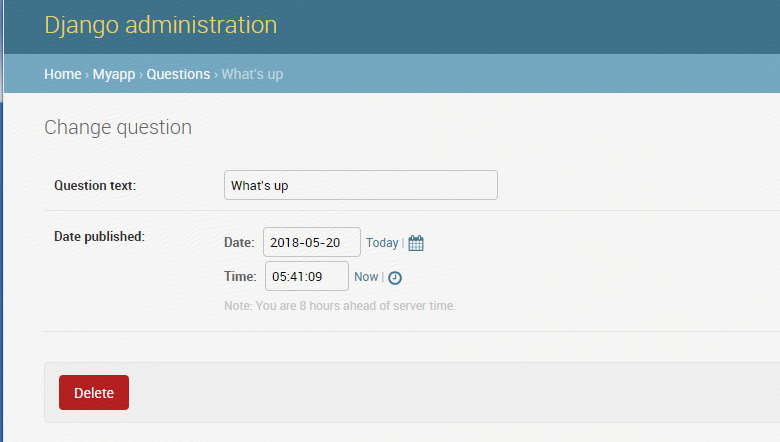 Django administration
Home › Myapp › Questions › What's up
Change question
Question text: What's up
Date published: Date: 2018-05-20 Today |
Time: 05:41:09 Now |
Note: You are 8 hours ahead of server time.
Delete